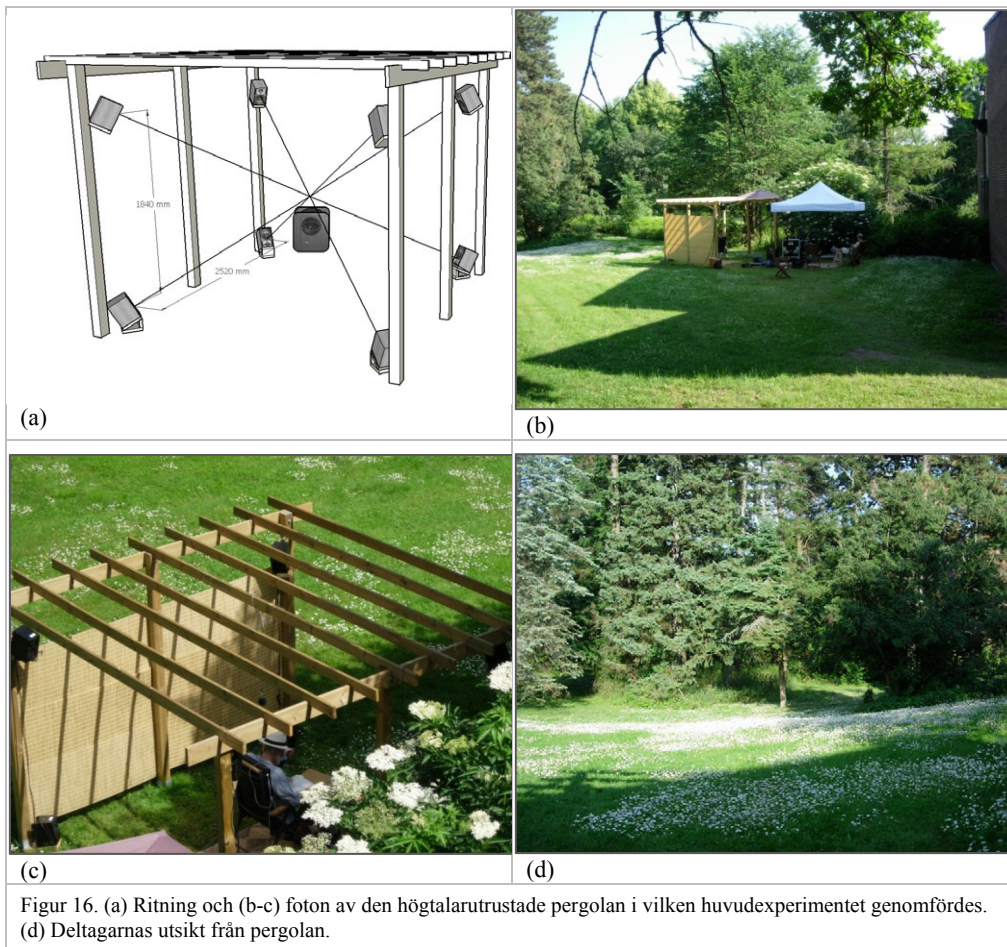 1840 mm
2520 mm
(a)
(b)
(c)
(d)
Figur 16. (a) Ritning och (b-c) foton av den högtalarutrustade pergolan i vilken huvudexperimentet genomfördes.
(d) Deltagarnas utsikt från pergolan.